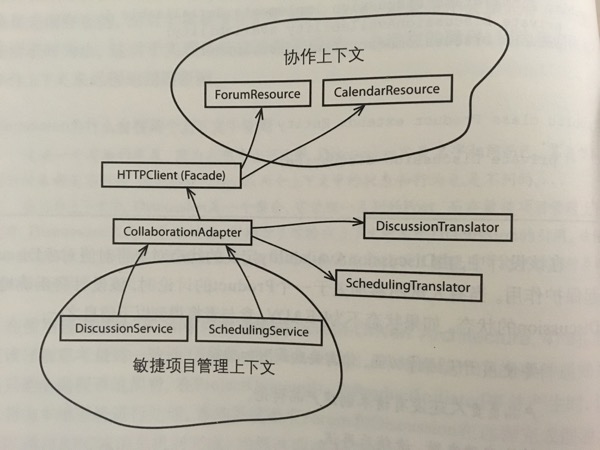 协作上下文
ForumResource
CalendarResource
HTTPClient (Facade)
CollaborationAdapter
DiscussionTranslator
SchedulingTranslator
DiscussionService
SchedulingService
敏捷项目管理上下文